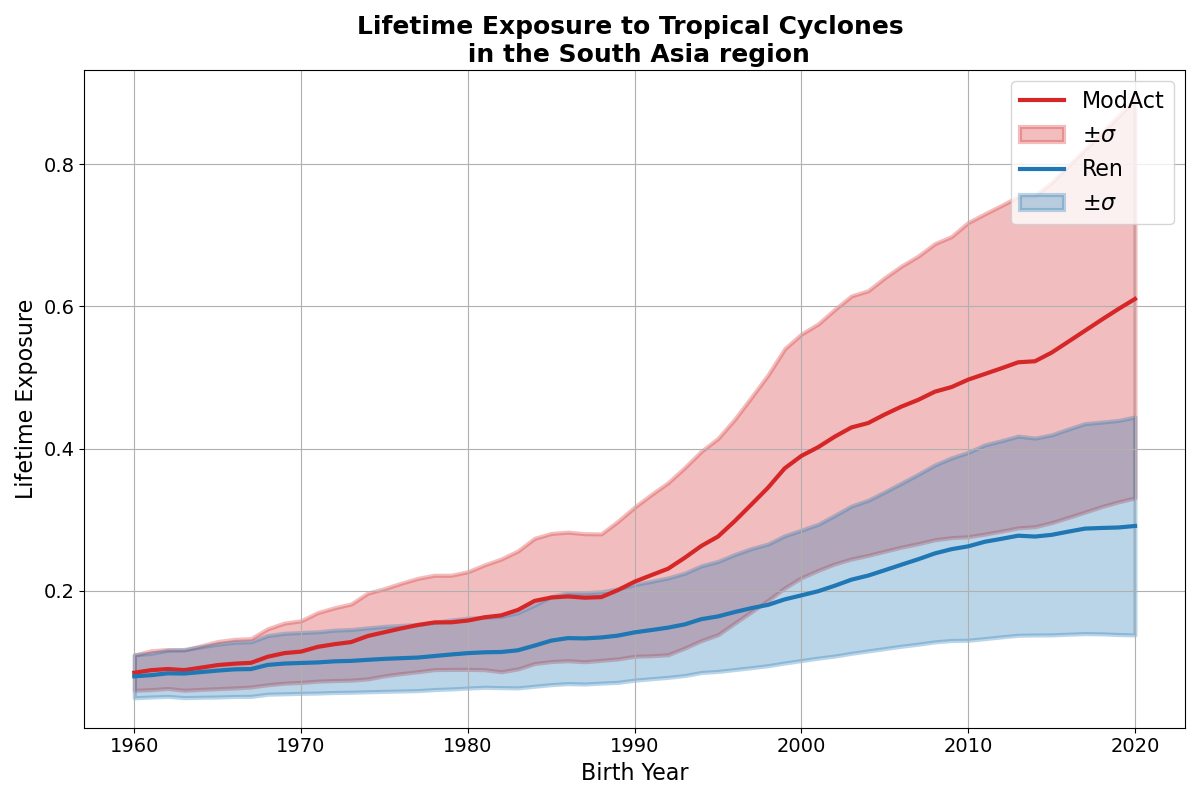 Lifetime Exposure to Tropical Cyclones
in the South Asia region
ModAct
±σ
Ren
±σ
Lifetime Exposure
0.8
0.6
0.4
0.2
1960 1970 1980 1990 2000 2010 2020
Birth Year